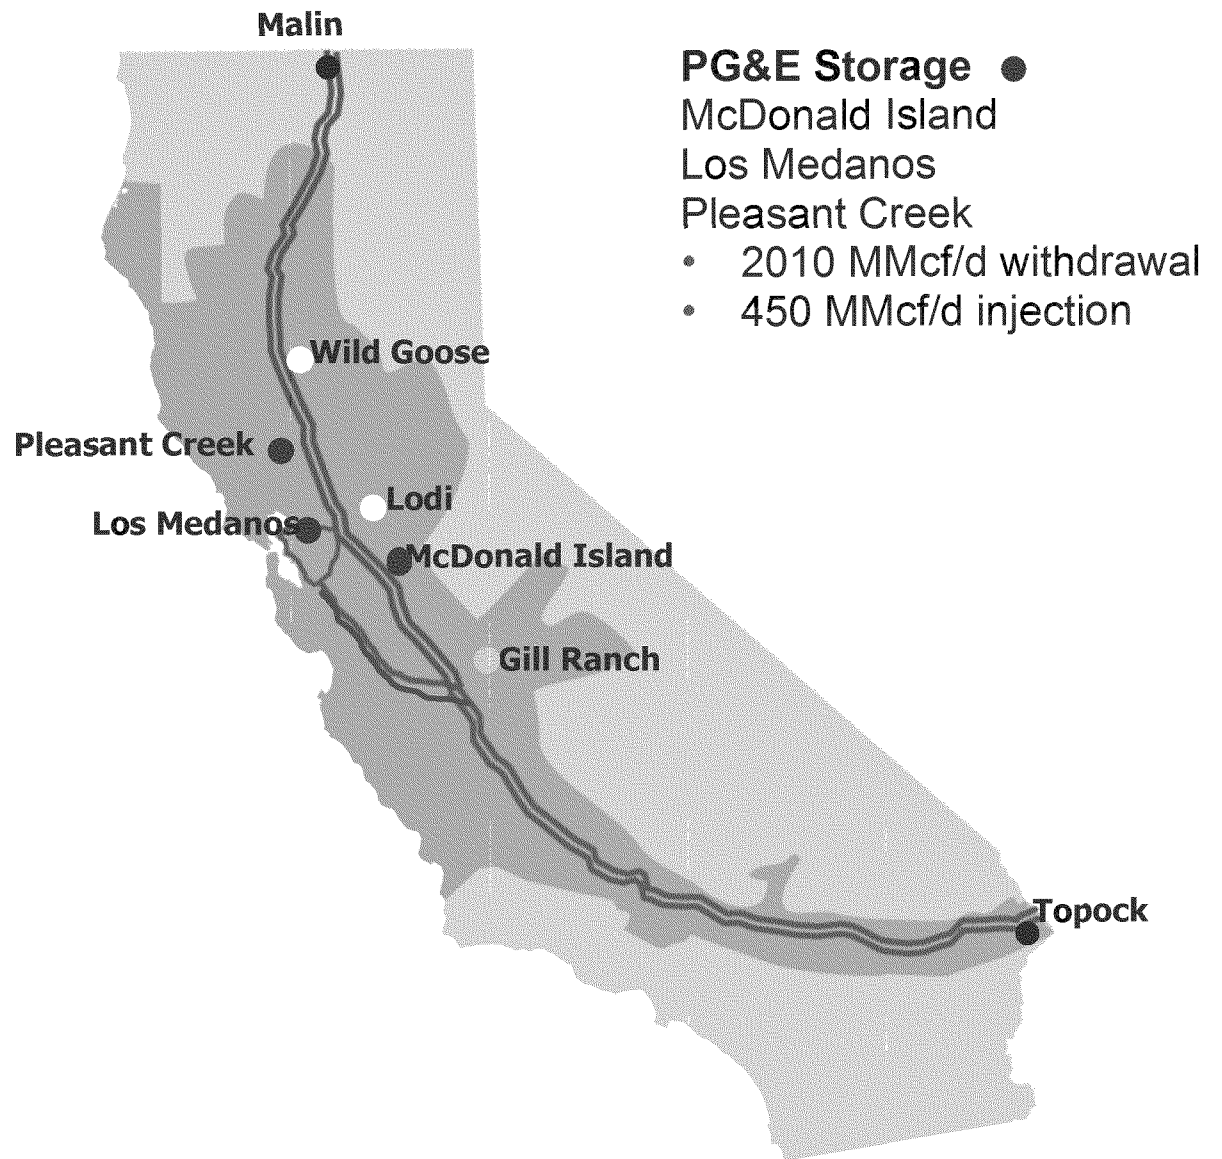 Malin
PG&E Storage ●
McDonald Island
Los Medanos
Pleasant Creek
• 2010 MMcf/d withdrawal
• 450 MMcf/d injection
Wild Goose
Pleasant Creek
Lodi
Los Medanos
McDonald Island
Gill Ranch
Topock